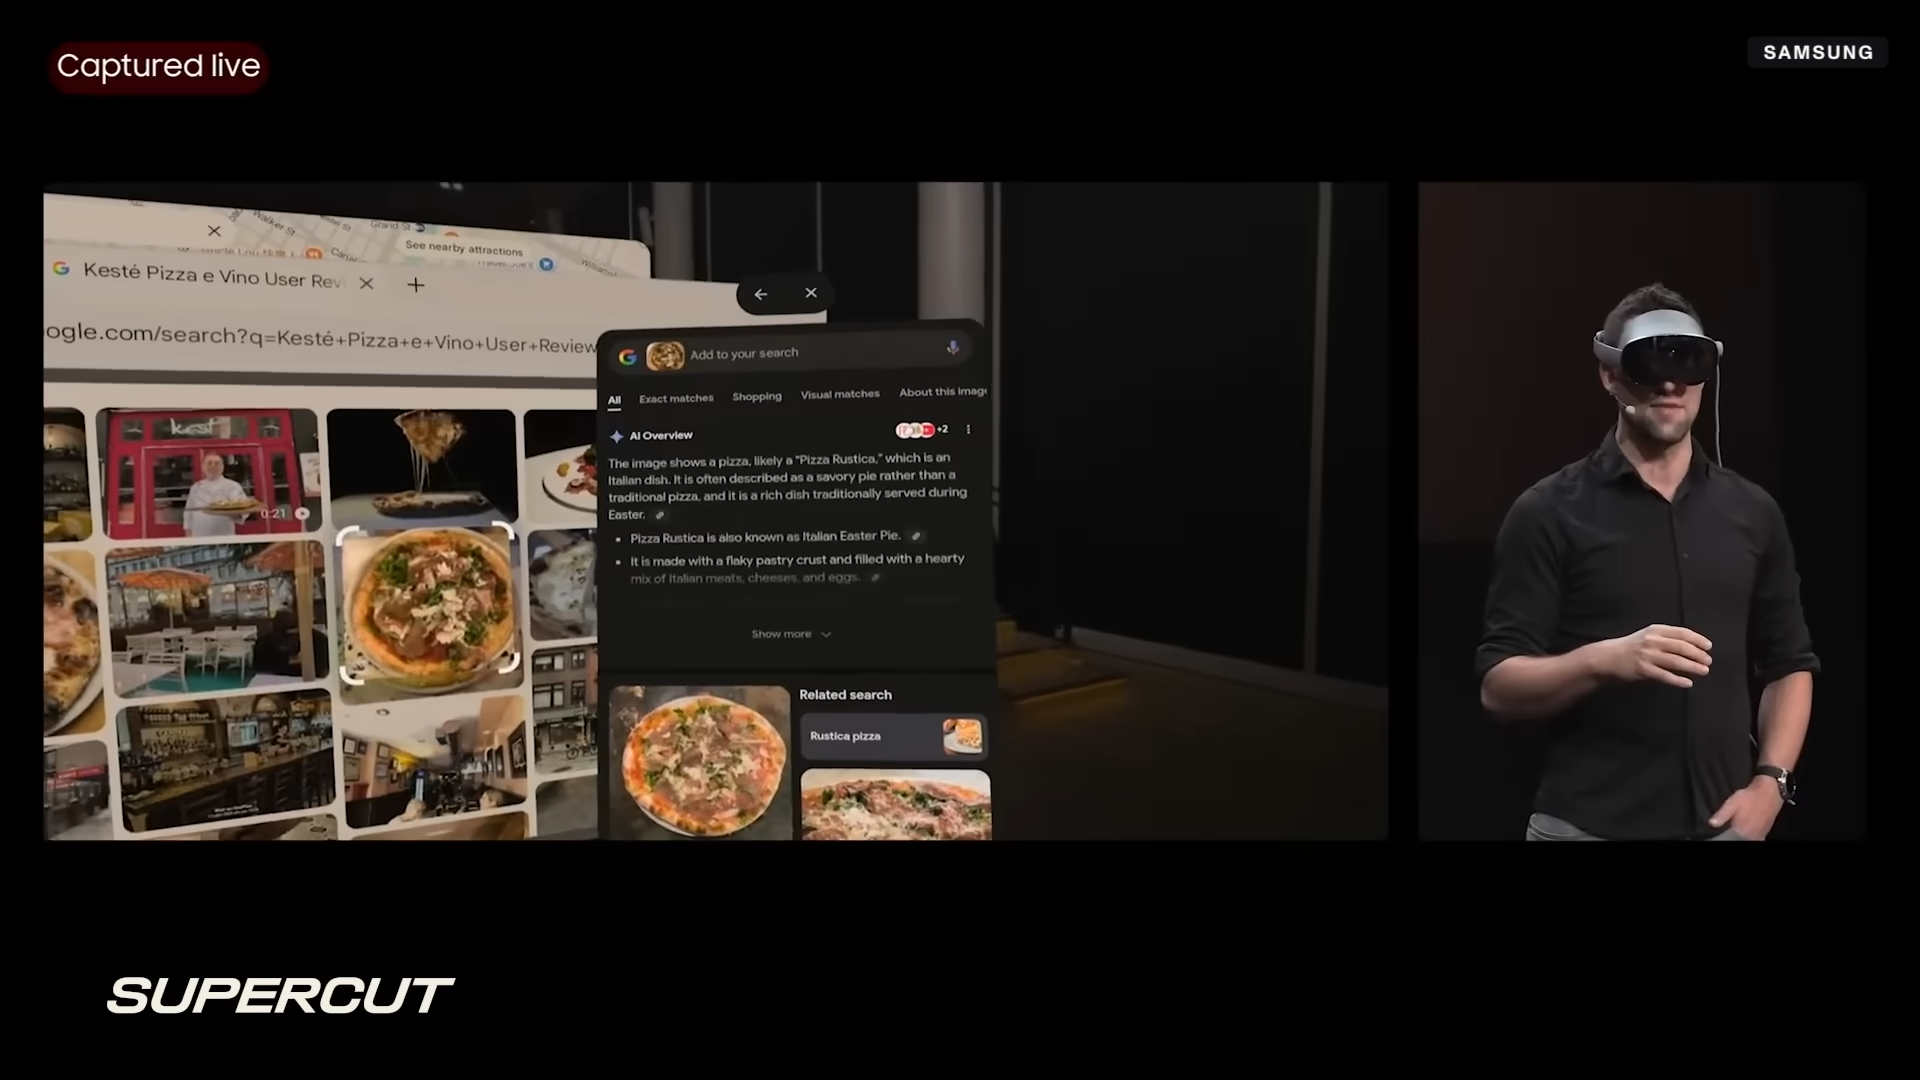 Captured live
SAMSUNG
Walker St
Grand St
See nearby attractions
Kesté Pizza e Vino User Rev
ogle.com/search?q=Kesté+Pizza+e+Vino+User+Review
Add to your search
All Exact matches Shopping Visual matches About this image
AI Overview
+2
The image shows a pizza, likely a "Pizza Rustica," which is an
Italian dish. It is often described as a savory pie rather than a
traditional pizza, and it is a rich dish traditionally served during
Easter.
Pizza Rustica is also known as Italian Easter Pie.
It is made with a flaky pastry crust and filled with a hearty
mix of Italian meats, cheeses, and eggs.
Show more
Related search
Rustica pizza
kest
0:21
SUPERCUT